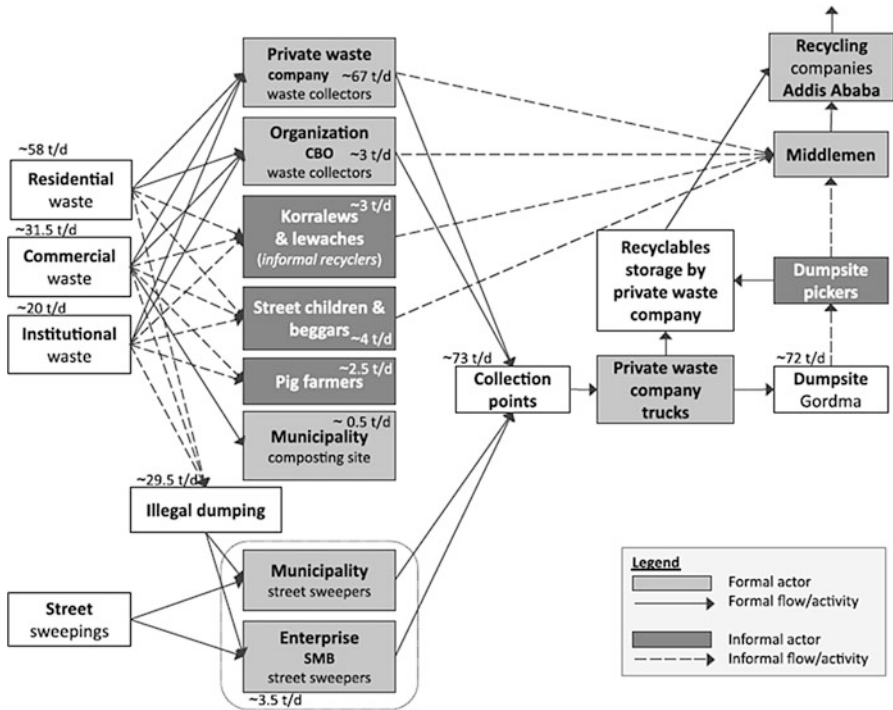 ~58 t/d
Residential
waste
~31.5 t/d
Commercial
waste
~20 t/d
Institutional
waste
Street
sweepings
Private waste
company ~67 t/d
waste collectors
Organization
CBO ~3 t/d
waste collectors
~3 t/d
Korralews
& lewaches
(informal recyclers)
Street children &
beggars ~4 t/d
~2.5 t/d
Pig farmers
~ 0.5 t/d
Municipality
composting site
~29.5 t/d
Illegal dumping
Municipality
street sweepers
Enterprise
SMB
street sweepers
~3.5 t/d
~73 t/d
Collection
points
Private waste
company
trucks
Recyclables
storage by
private waste
company
Recycling
companies
Addis Ababa
Middlemen
Dumpsite
pickers
~72 t/d
Dumpsite
Gordma
Legend
Formal actor
Formal flow/activity
Informal actor
Informal flow/activity